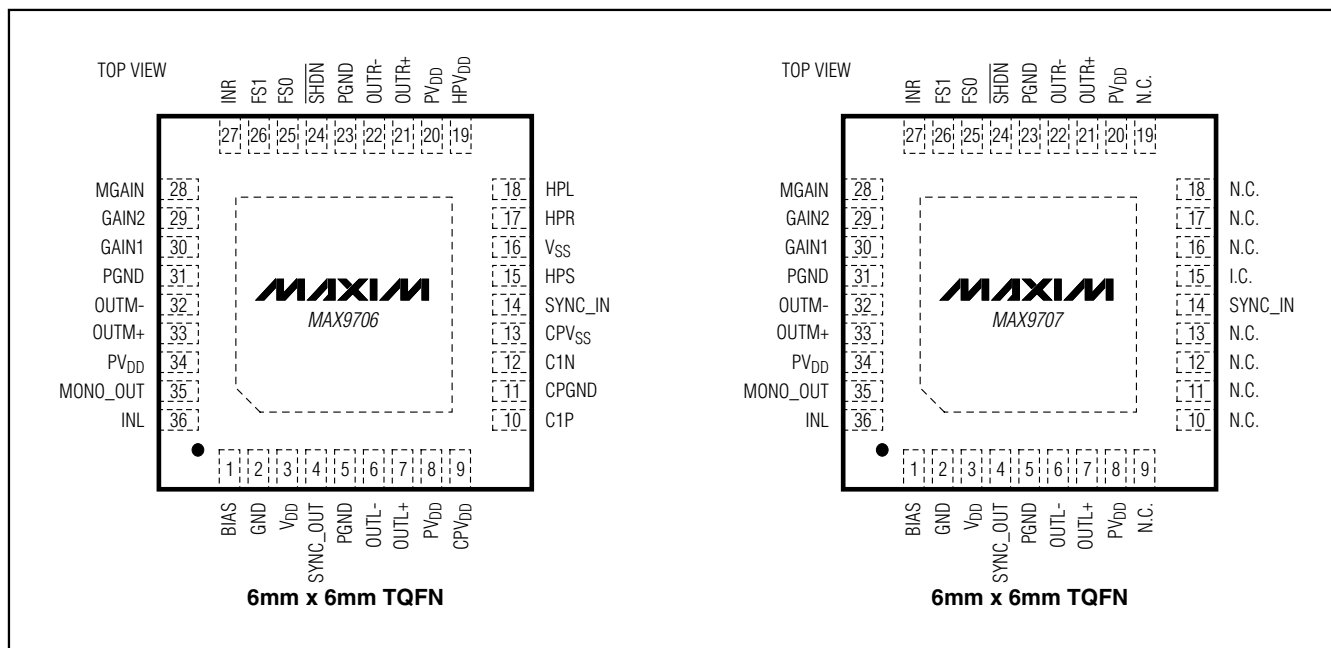 TOP VIEW
INR FS1 FS0 SHDN PGND OUTR- OUTR+ PVDD HPVDD
27 26 25 24 23 22 21 20 19
MGAIN 28
GAIN2 29
GAIN1 30
PGND 31
OUTM- 32
OUTM+ 33
PVDD 34
MONO_OUT 35
INL 36
MAXIM
MAX9706
18 HPL
17 HPR
16 VSS
15 HPS
14 SYNC_IN
13 CPVSS
12 C1N
11 CPGND
10 C1P
1 2 3 4 5 6 7 8 9
BIAS GND VDD SYNC_OUT PGND OUTL- OUTL+ PVDD CPVDD
6mm x 6mm TQFN
TOP VIEW
INR FS1 FS0 SHDN PGND OUTR- OUTR+ PVDD N.C.
27 26 25 24 23 22 21 20 19
MGAIN 28
GAIN2 29
GAIN1 30
PGND 31
OUTM- 32
OUTM+ 33
PVDD 34
MONO_OUT 35
INL 36
MAXIM
MAX9707
18 N.C.
17 N.C.
16 N.C.
15 I.C.
14 SYNC_IN
13 N.C.
12 N.C.
11 N.C.
10 N.C.
1 2 3 4 5 6 7 8 9
BIAS GND VDD SYNC_OUT PGND OUTL- OUTL+ PVDD N.C.
6mm x 6mm TQFN